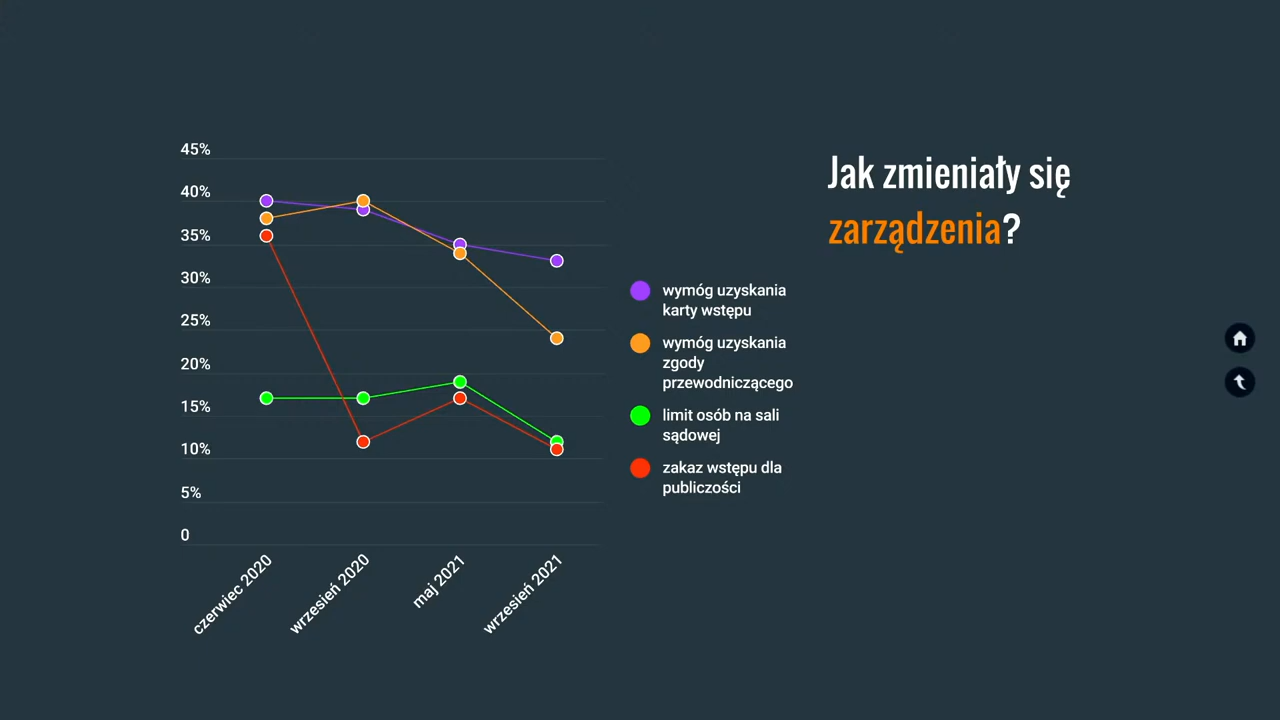 Jak zmieniały się
zarządzenia?
45%
40%
35%
30%
25%
20%
15%
10%
5%
0
czerwiec 2020
wrzesień 2020
maj 2021
wrzesień 2021
wymóg uzyskania
karty wstępu
wymóg uzyskania
zgody
przewodniczącego
limit osób na sali
sądowej
zakaz wstępu dla
publiczości